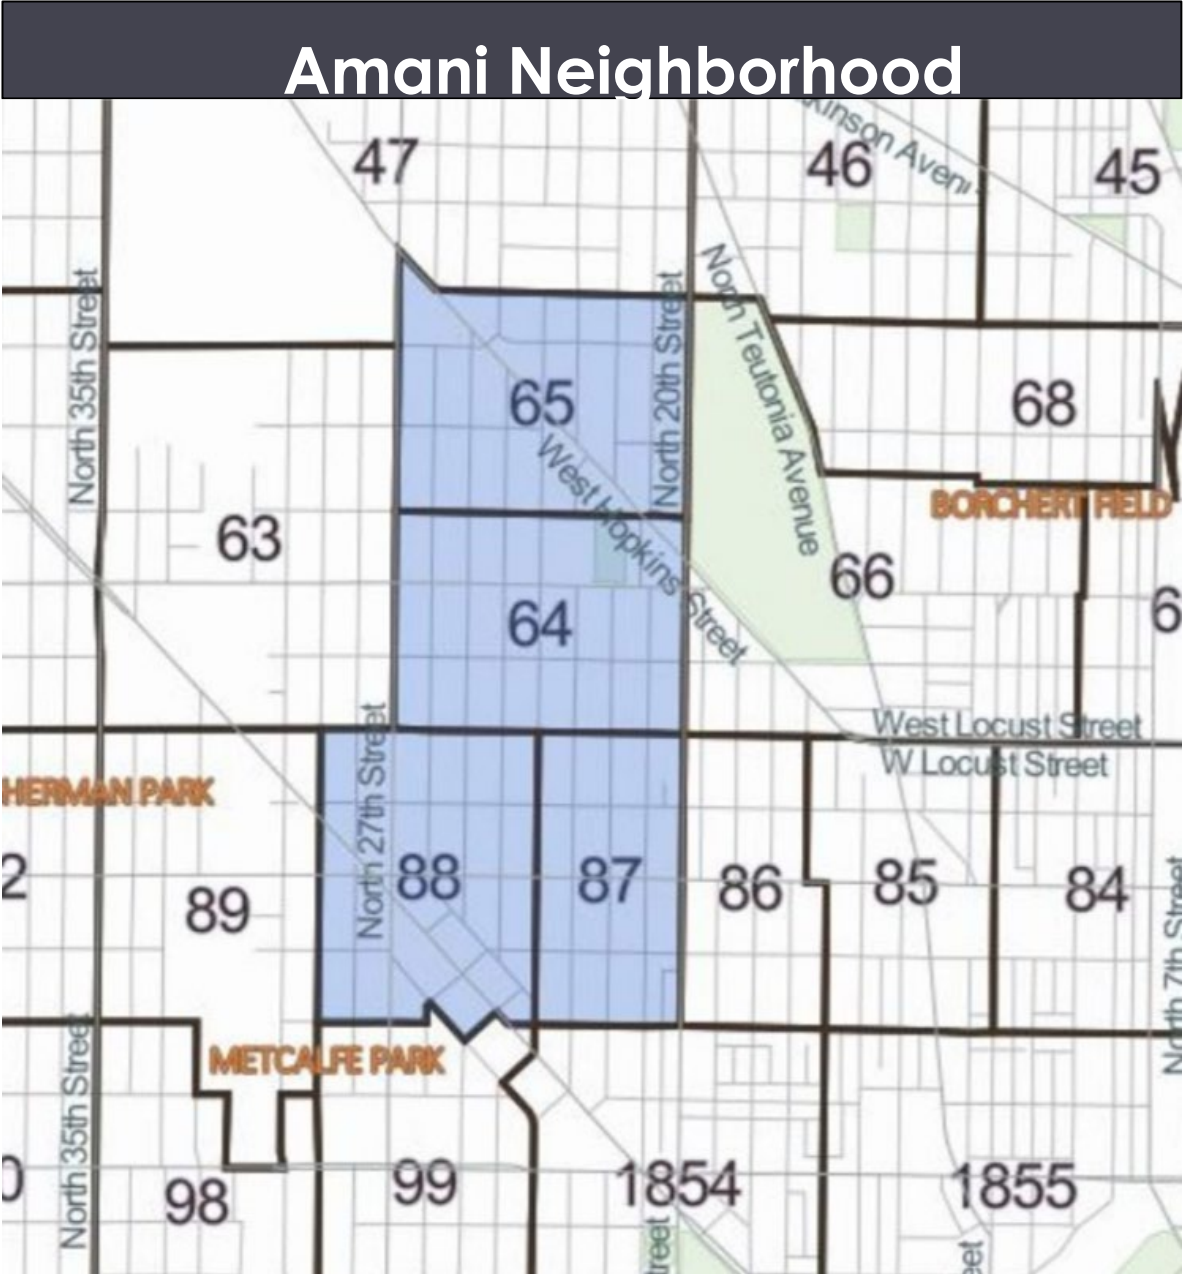 Amani Neighborhood
47
46
45
North 35th Street
North 20th Street
North Teutonia Avenue
65
68
West Hopkins Street
BORCHERT FIELD
63
66
64
6
North 27th Street
West Locust Street
W Locust Street
HERMAN PARK
2
88
87
86
85
84
89
North 7th Street
North 35th Street
METCALFE PARK
0
98
99
1854
1855